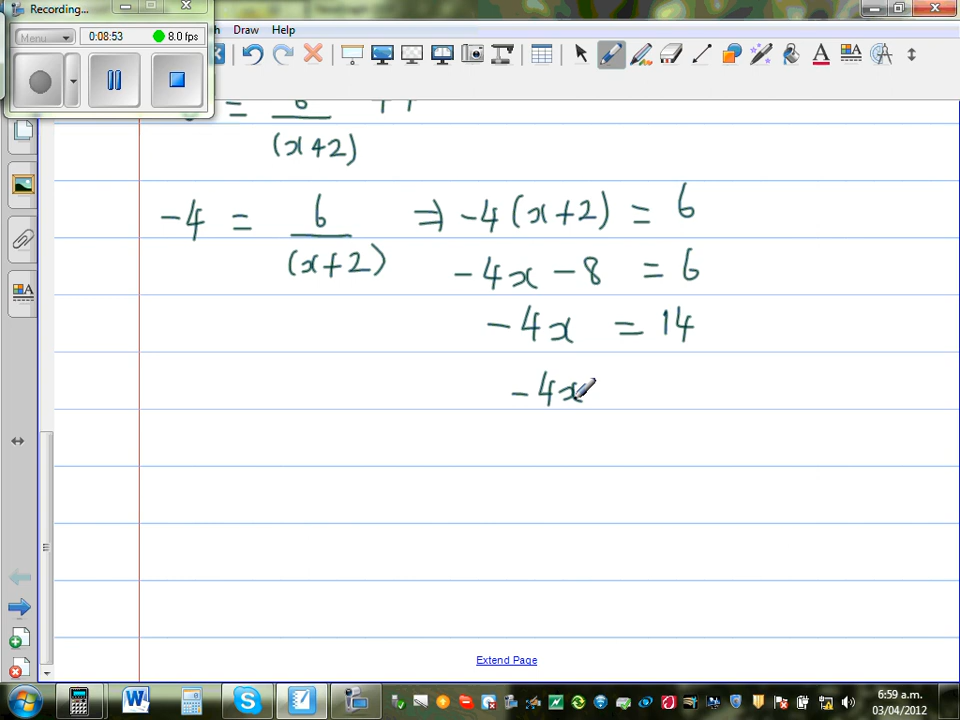 Recording...
Menu 0:08:53 8.0 fps
Draw Help
(x+2)
-4 = 6 ⇒ -4(x+2) = 6
(x+2)
-4x -8 = 6
-4x = 14
-4x
Extend Page
6:59 a.m.
03/04/2012